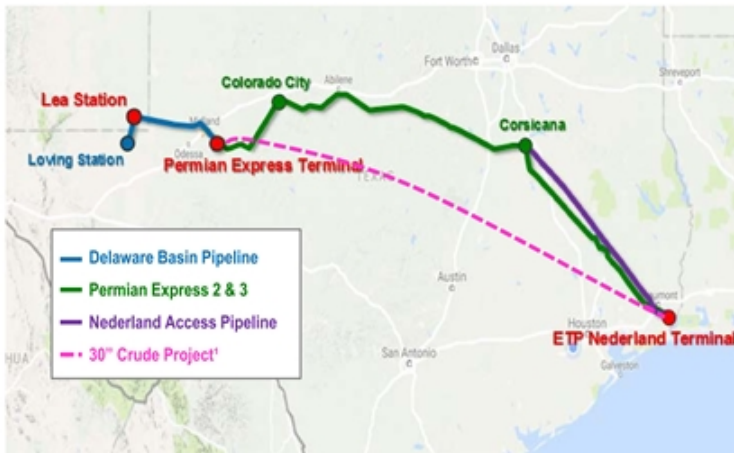 Dallas
Fort Worth
Shreveport
Colorado City
Abilene
Lea Station
Midland
Corsicana
Loving Station
Odessa
Permian Express Terminal
TEXAS
Delaware Basin Pipeline
Permian Express 2 & 3
Nederland Access Pipeline
30" Crude Project¹
Austin
Houston
ETP Nederland Terminal
San Antonio
Galveston
HUA